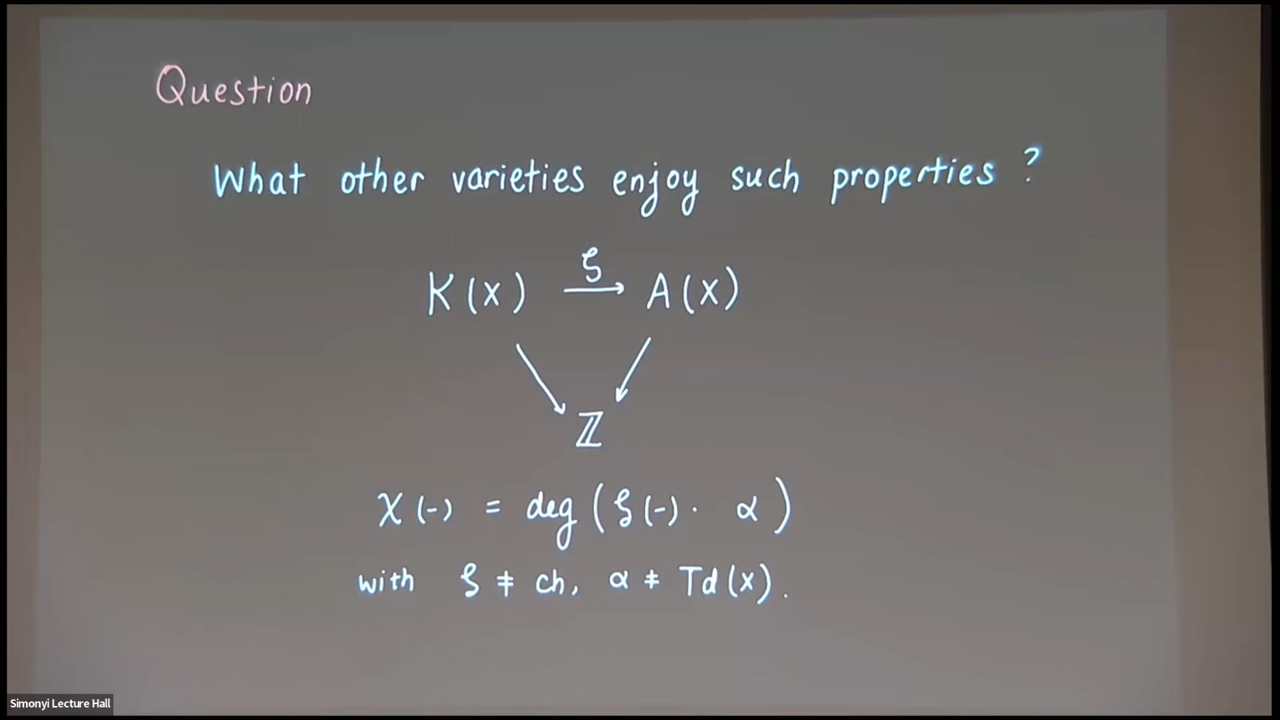 Question
What other varieties enjoy such properties ?
ζ
K(X) → A(X)
ℤ
χ(-) = deg(ζ(-) · α)
with ζ ≠ ch, α ≠ Td(X).
Simonyi Lecture Hall